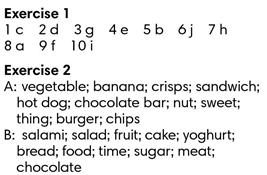 Exercise 1
1 c 2 d 3 g 4 e 5 b 6 j 7 h
8 a 9 f 10 i
Exercise 2
A: vegetable; banana; crisps; sandwich;
hot dog; chocolate bar; nut; sweet;
thing; burger; chips
B: salami; salad; fruit; cake; yoghurt;
bread; food; time; sugar; meat;
chocolate